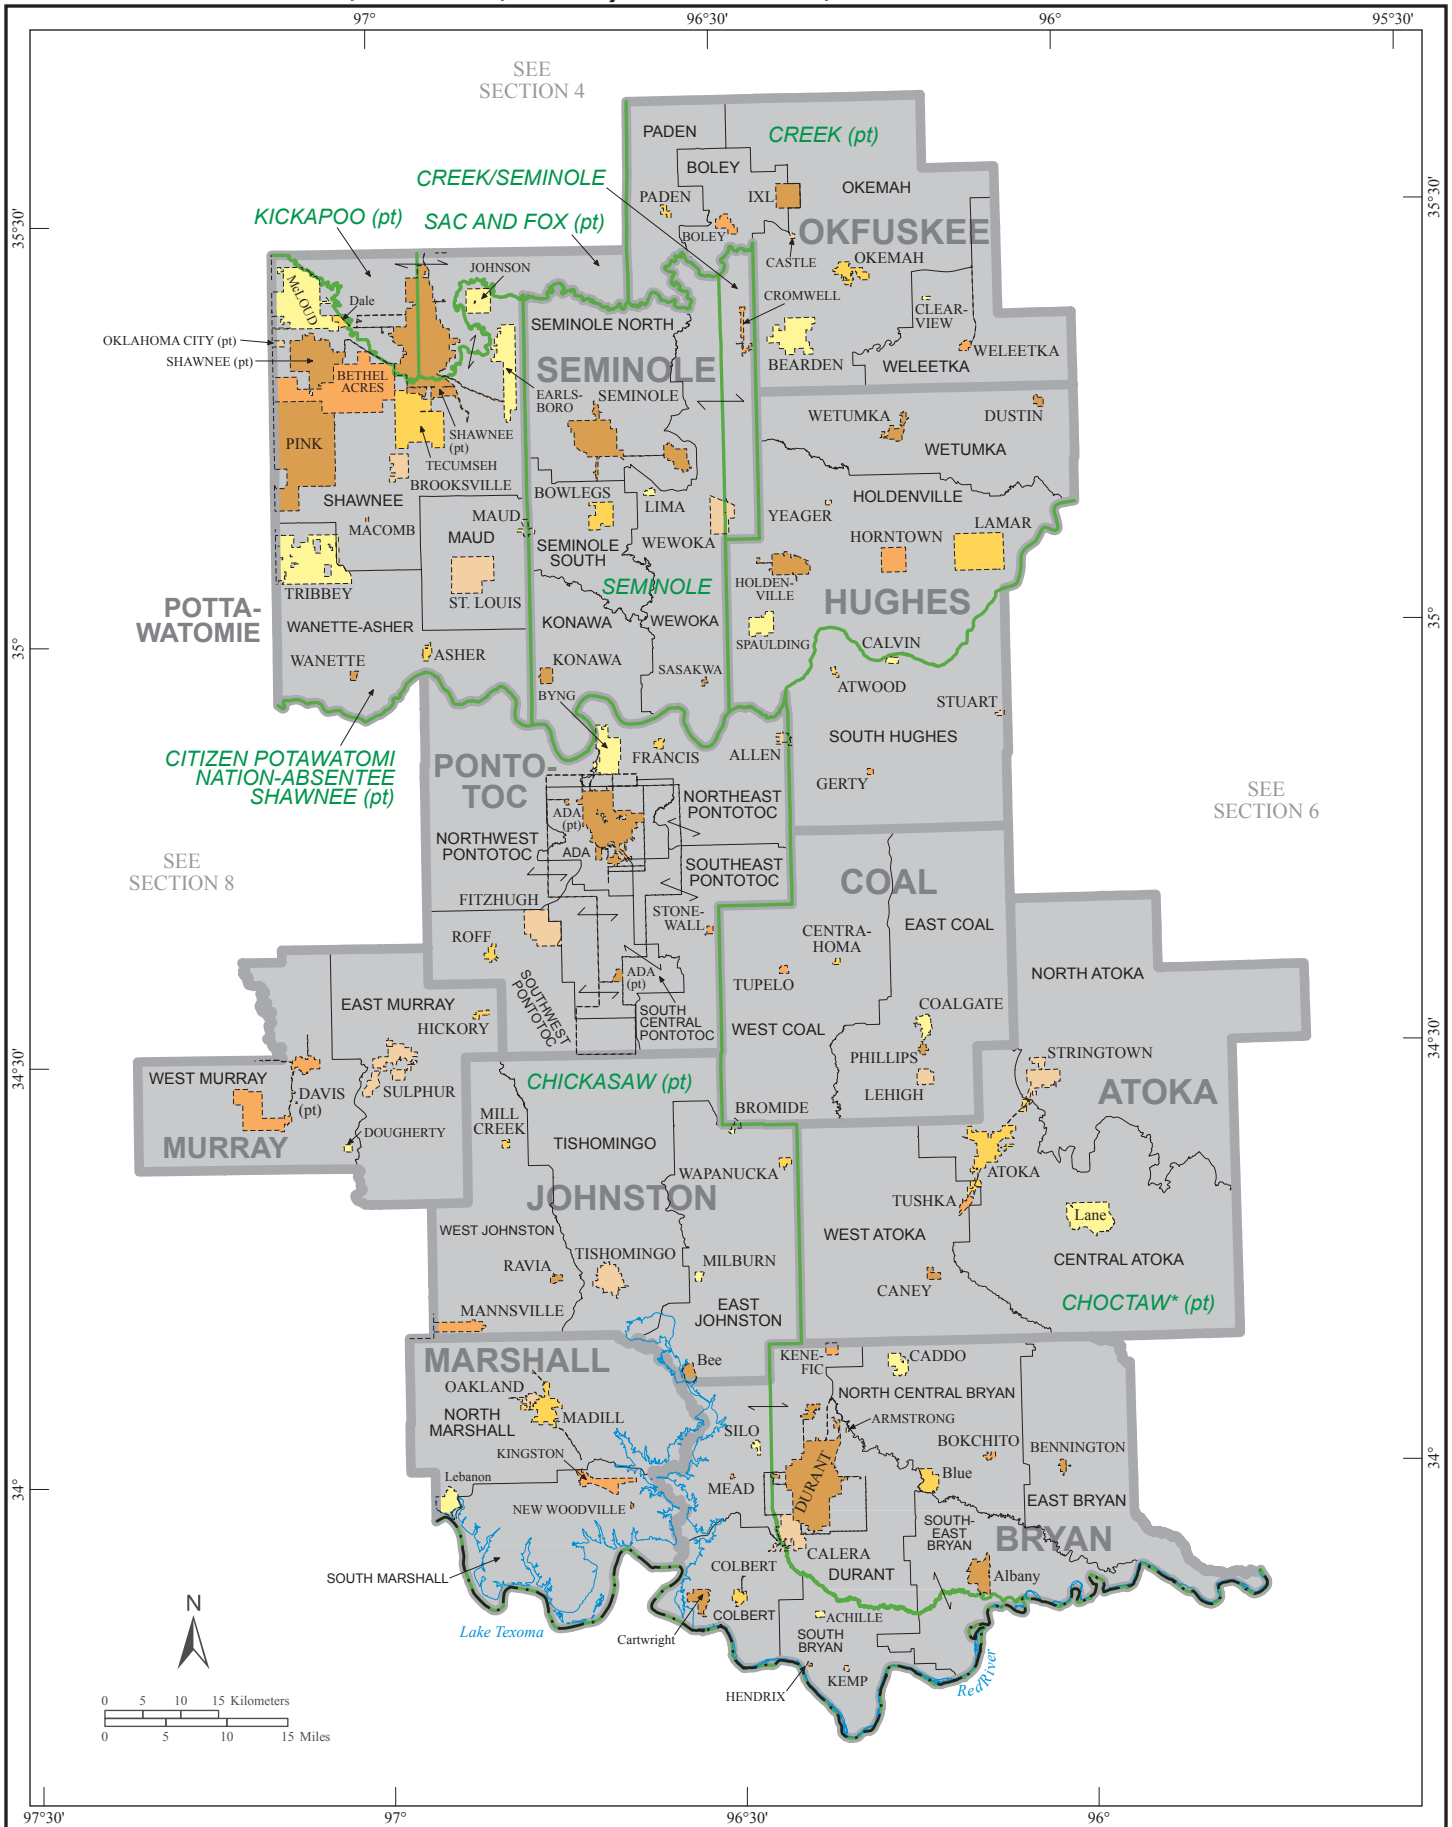 97°
96°30'
96°
95°30'
SEE
SECTION 4
PADEN
CREEK (pt)
BOLEY
CREEK/SEMINOLE
OKEMAH
PADEN
IXL
KICKAPOO (pt)
SAC AND FOX (pt)
35°30'
35°30'
BOLEY
OKFUSKEE
CASTLE
OKEMAH
JOHNSON
McLOUD
Dale
CROMWELL
CLEAR-
VIEW
SEMINOLE NORTH
OKLAHOMA CITY (pt)
SHAWNEE (pt)
WELEETKA
BEARDEN
WELEETKA
BETHEL
ACRES
SEMINOLE
EARLS-
BORO
SEMINOLE
WETUMKA
DUSTIN
PINK
SHAWNEE
(pt)
WETUMKA
TECUMSEH
BROOKSVILLE
BOWLEGS
HOLDENVILLE
SHAWNEE
LIMA
YEAGER
MAUD
LAMAR
MACOMB
MAUD
HORNTOWN
WEWOKA
SEMINOLE
SOUTH
HOLDEN-
VILLE
TRIBBEY
SEMINOLE
ST. LOUIS
HUGHES
POTTA-
WATOMIE
KONAWA
WEWOKA
WANETTE-ASHER
SPAULDING
35°
35°
CALVIN
WANETTE
ASHER
KONAWA
SASAKWA
ATWOOD
BYNG
STUART
CITIZEN POTAWATOMI
NATION-ABSENTEE
SHAWNEE (pt)
PONTO-
TOC
FRANCIS
ALLEN
SOUTH HUGHES
GERTY
SEE
SECTION 6
NORTHEAST
PONTOTOC
ADA
(pt)
NORTHWEST
PONTOTOC
ADA
SEE
SECTION 8
SOUTHEAST
PONTOTOC
COAL
FITZHUGH
STONE-
WALL
EAST COAL
CENTRA-
HOMA
ROFF
NORTH ATOKA
ADA
(pt)
TUPELO
EAST MURRAY
SOUTHWEST
PONTOTOC
SOUTH
CENTRAL
PONTOTOC
COALGATE
HICKORY
WEST COAL
34°30'
34°30'
STRINGTOWN
PHILLIPS
WEST MURRAY
CHICKASAW (pt)
DAVIS
(pt)
SULPHUR
LEHIGH
ATOKA
BROMIDE
MILL
CREEK
DOUGHERTY
TISHOMINGO
MURRAY
WAPANUCKA
ATOKA
JOHNSTON
TUSHKA
Lane
WEST JOHNSTON
WEST ATOKA
TISHOMINGO
MILBURN
CENTRAL ATOKA
RAVIA
CANEY
CHOCTAW* (pt)
MANNSVILLE
EAST
JOHNSTON
MARSHALL
Bee
KENE-
FIC
CADDO
OAKLAND
NORTH CENTRAL BRYAN
NORTH
MARSHALL
MADILL
ARMSTRONG
SILO
BOKCHITO
BENNINGTON
KINGSTON
34°
34°
Lebanon
DURANT
Blue
MEAD
NEW WOODVILLE
EAST BRYAN
SOUTH-
EAST
BRYAN
BRYAN
CALERA
COLBERT
DURANT
SOUTH MARSHALL
Albany
COLBERT
ACHILLE
N
Lake Texoma
Cartwright
SOUTH
BRYAN
KEMP
Red River
HENDRIX
0 5 10 15 Kilometers
0 5 10 15 Miles
97°30'
97°
96°30'
96°